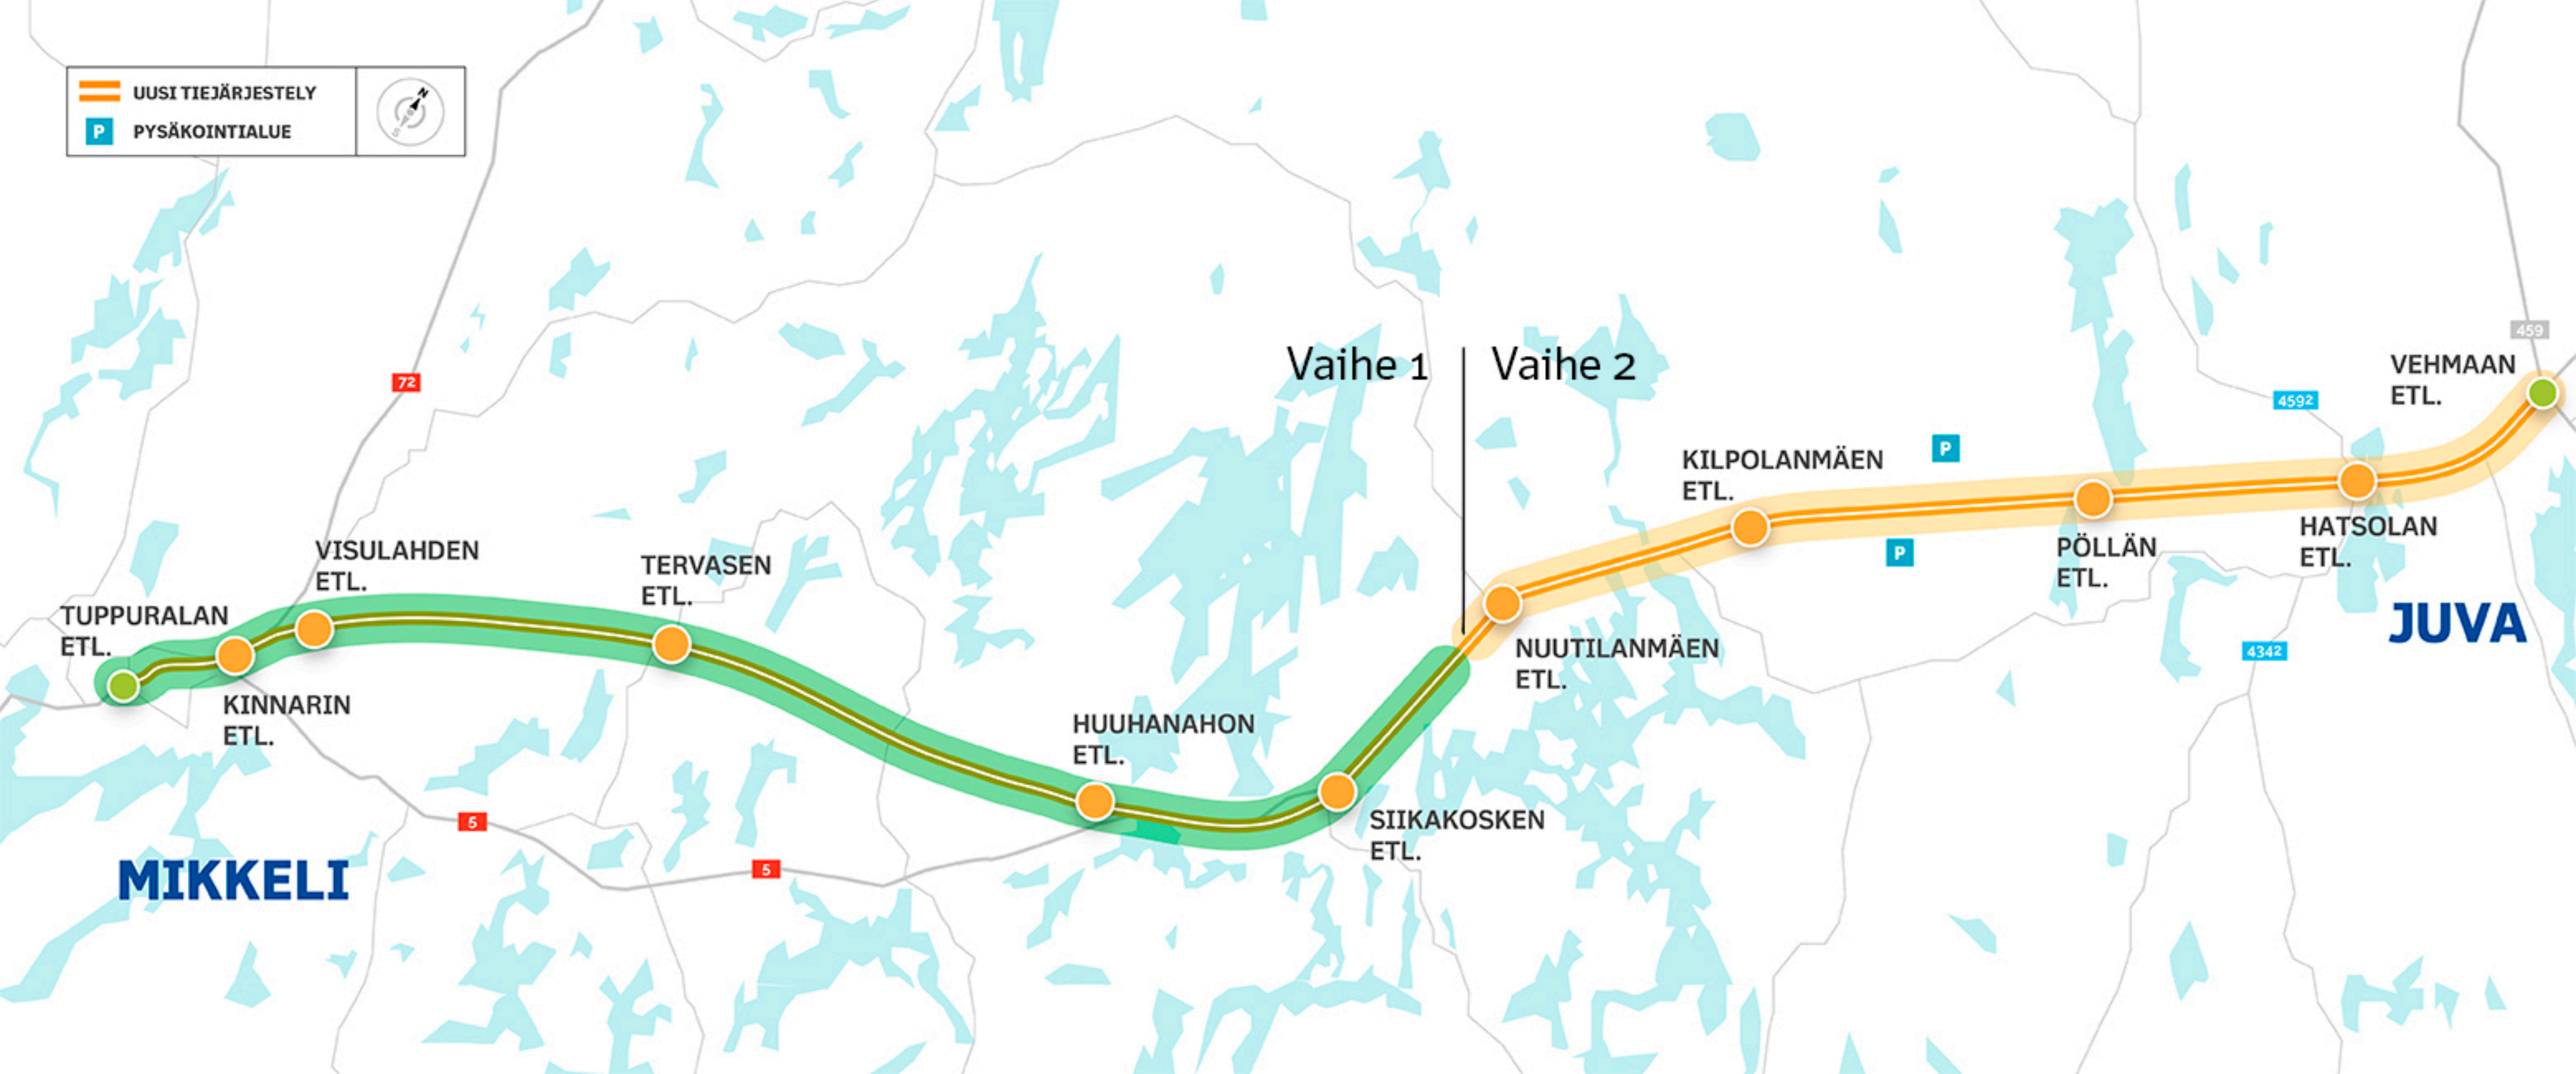 UUSI TIEJÄRJESTELY
P PYSÄKOINTIALUE
N
S
72
Vaihe 1
Vaihe 2
459
VEHMAAN
ETL.
4592
KILPOLANMÄEN
ETL.
P
P
HATSOLAN
ETL.
PÖLLÄN
ETL.
JUVA
4342
VISULAHDEN
ETL.
TERVASEN
ETL.
TUPPURALAN
ETL.
NUUTILANMÄEN
ETL.
KINNARIN
ETL.
HUUHANAHON
ETL.
SIIKAKOSKEN
ETL.
5
5
MIKKELI